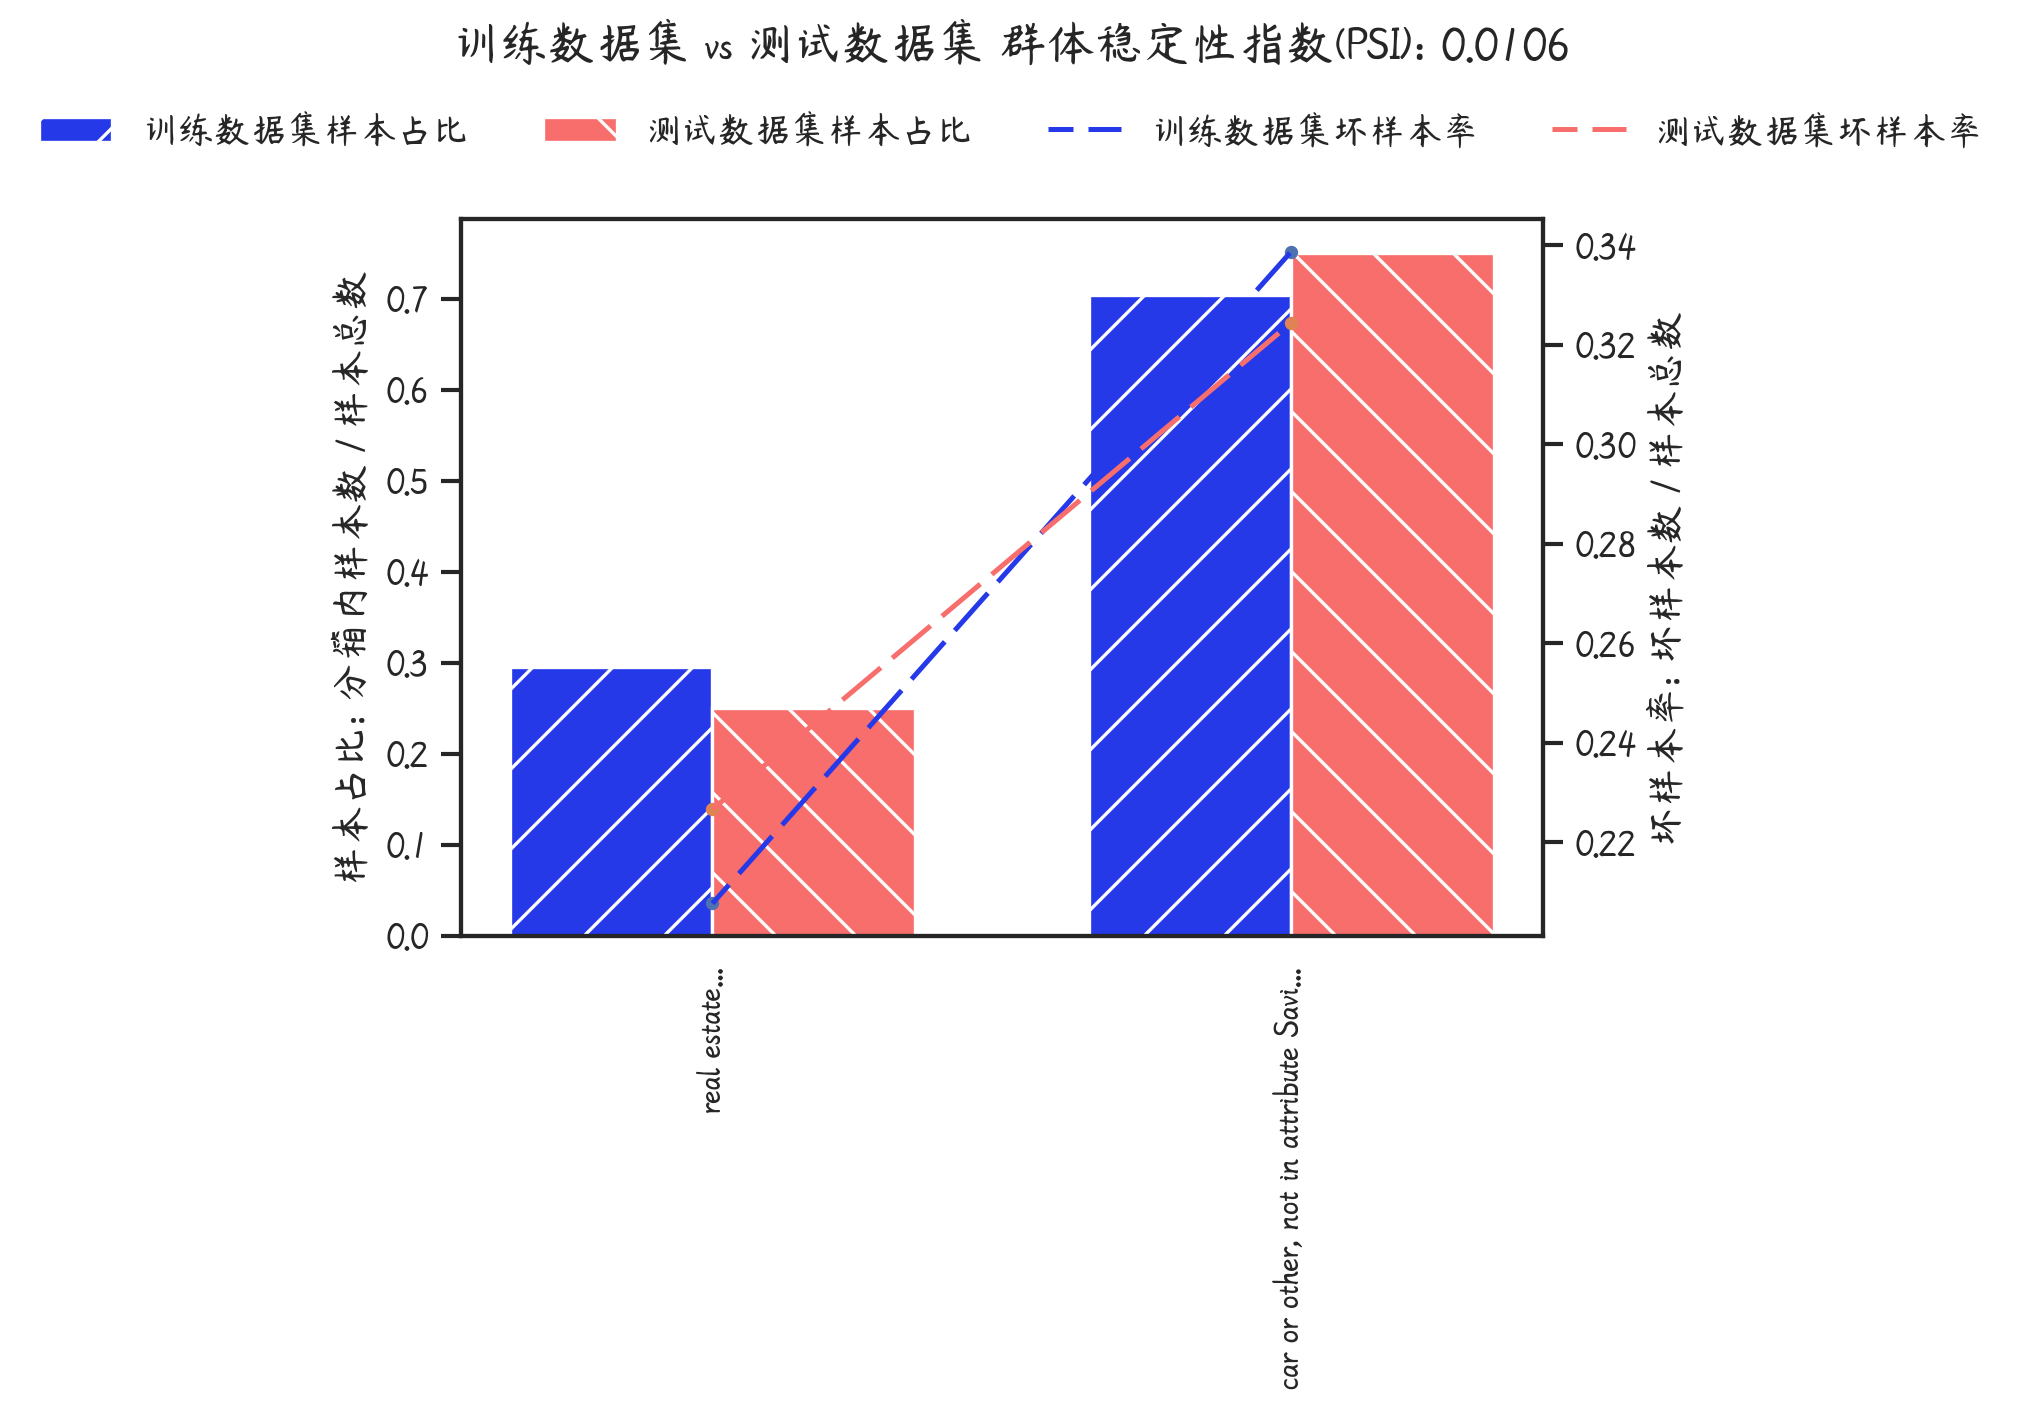 训练数据集 vs 测试数据集 群体稳定性指数(PSI): 0.0106
训练数据集样本占比
测试数据集样本占比
训练数据集坏样本率
测试数据集坏样本率
样本占比: 分箱内样本数 / 样本总数
0.7
0.6
0.5
0.4
0.3
0.2
0.1
0.0
0.34
0.32
0.30
0.28
0.26
0.24
0.22
坏样本率: 坏样本数 / 样本总数
real estate...
car or other, not in attribute Savi...